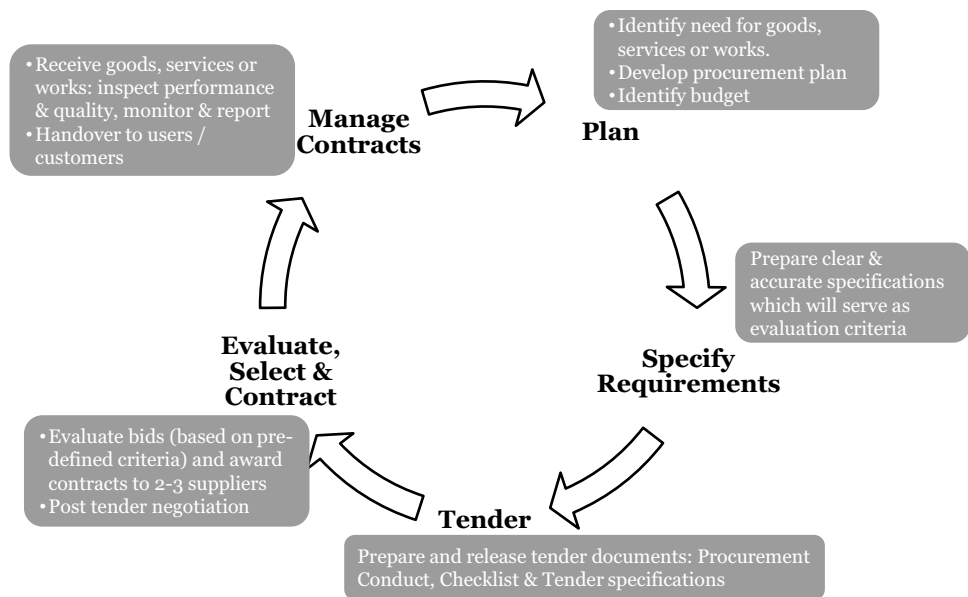 • Identify need for goods,
services or works.
• Develop procurement plan
• Identify budget
Plan
Prepare clear &
accurate specifications
which will serve as
evaluation criteria
Specify
Requirements
Tender
Prepare and release tender documents: Procurement
Conduct, Checklist & Tender specifications
Evaluate,
Select &
Contract
• Evaluate bids (based on pre-
defined criteria) and award
contracts to 2-3 suppliers
• Post tender negotiation
Manage
Contracts
• Receive goods, services or
works: inspect performance
& quality, monitor & report
• Handover to users /
customers